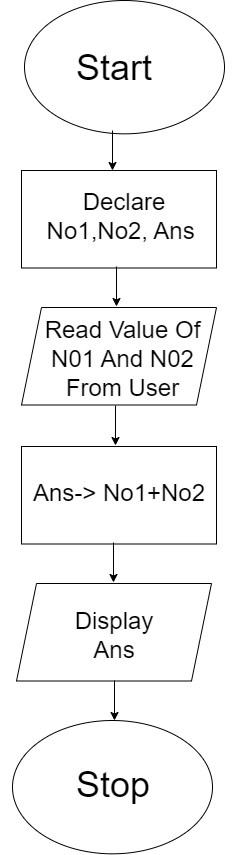 Start
Declare
No1,No2, Ans
Read Value Of
N01 And N02
From User
Ans-> No1+No2
Display
Ans
Stop